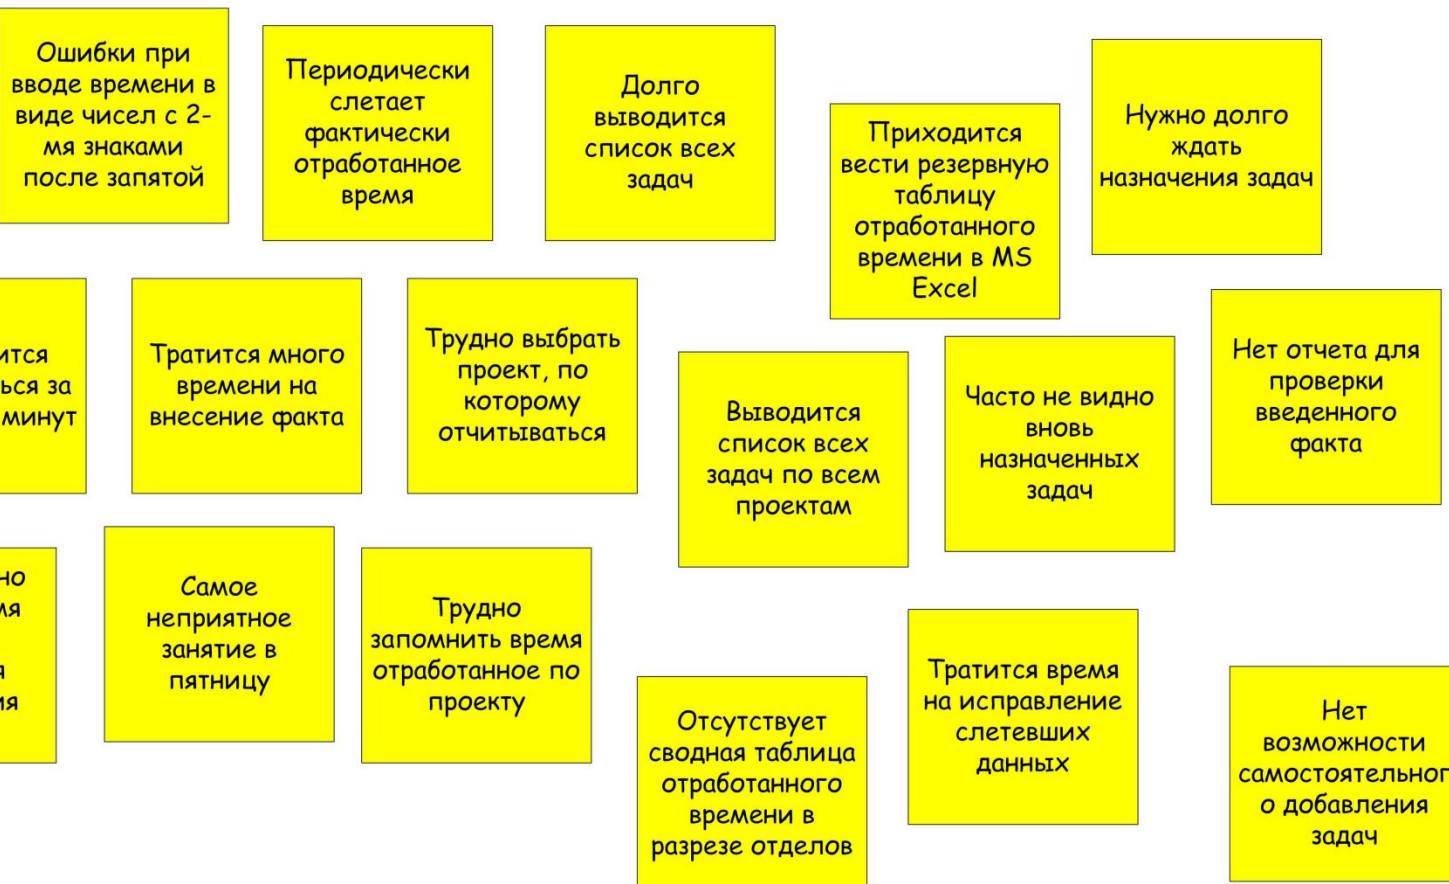 Ошибки при
вводе времени в
виде чисел с 2-
мя знаками
после запятой
Периодически
слетает
фактически
отработанное
время
Долго
выводится
список всех
задач
Приходится
вести резервную
таблицу
отработанного
времени в MS
Excel
Нужно долго
ждать
назначения задач
ься за
минут
Тратится много
времени на
внесение факта
Трудно выбрать
проект, по
которому
отчитываться
Выводится
список всех
задач по всем
проектам
Часто не видно
вновь
назначенных
задач
Нет отчета для
проверки
введенного
факта
Самое
неприятное
занятие в
пятницу
Трудно
запомнить время
отработанное по
проекту
Отсутствует
сводная таблица
отработанного
времени в
разрезе отделов
Тратится время
на исправление
слетевших
данных
Нет
возможности
самостоятельног
о добавления
задач